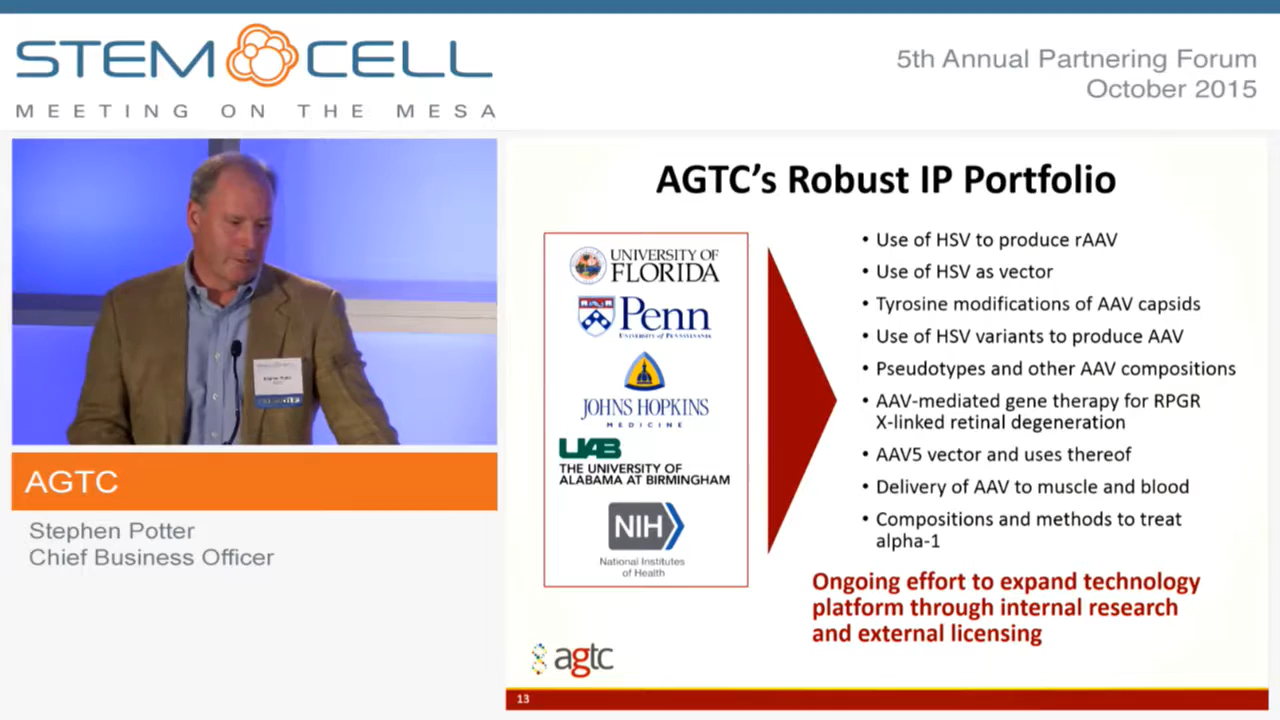 STEM CELL
MEETING ON THE MESA
5th Annual Partnering Forum
October 2015
AGTC
Stephen Potter
Chief Business Officer
AGTC's Robust IP Portfolio
UNIVERSITY OF
FLORIDA
Penn
UNIVERSITY of PENNSYLVANIA
JOHNS HOPKINS
MEDICINE
UAB
THE UNIVERSITY OF
ALABAMA AT BIRMINGHAM
NIH
National Institutes
of Health
• Use of HSV to produce rAAV
• Use of HSV as vector
• Tyrosine modifications of AAV capsids
• Use of HSV variants to produce AAV
• Pseudotypes and other AAV compositions
• AAV-mediated gene therapy for RPGR
X-linked retinal degeneration
• AAV5 vector and uses thereof
• Delivery of AAV to muscle and blood
• Compositions and methods to treat
alpha-1
Ongoing effort to expand technology
platform through internal research
and external licensing
agtc
13